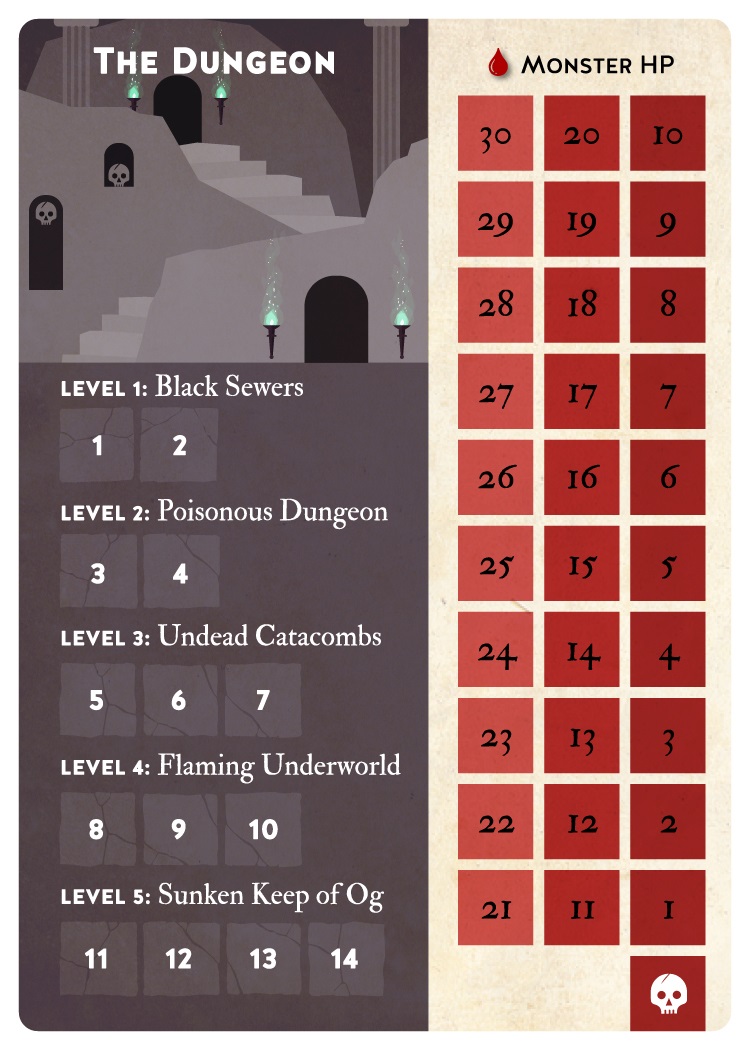 The Dungeon
LEVEL 1: Black Sewers
1 2
LEVEL 2: Poisonous Dungeon
3 4
LEVEL 3: Undead Catacombs
5 6 7
LEVEL 4: Flaming Underworld
8 9 10
LEVEL 5: Sunken Keep of Og
11 12 13 14
Monster HP
30 20 10
29 19 9
28 18 8
27 17 7
26 16 6
25 15 5
24 14 4
23 13 3
22 12 2
21 11 1